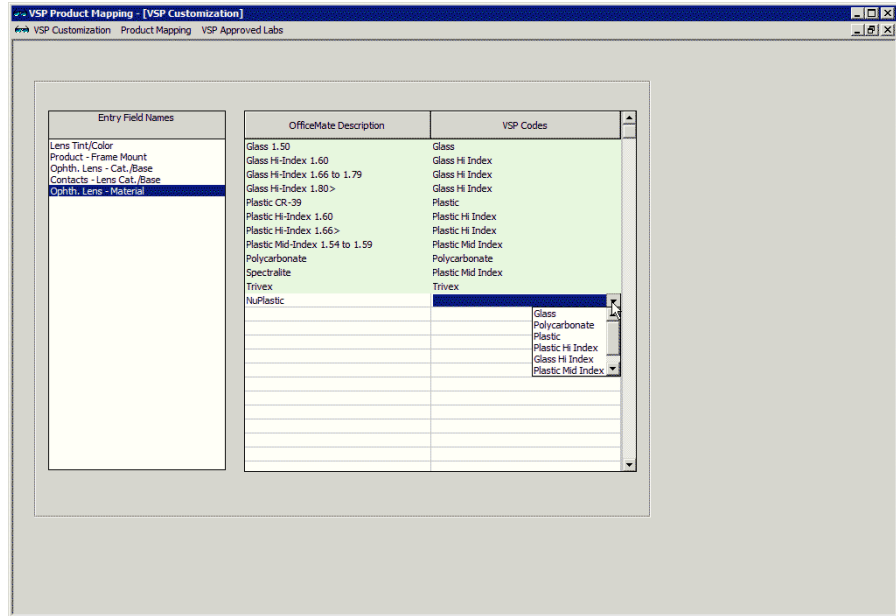 VSP Product Mapping - [VSP Customization]
VSP Customization Product Mapping VSP Approved Labs
Entry Field Names
Lens Tint/Color
Product - Frame Mount
Ophth. Lens - Cat./Base
Contacts - Lens Cat./Base
Ophth. Lens - Material
OfficeMate Description VSP Codes
Glass 1.50 Glass
Glass Hi-Index 1.60 Glass Hi Index
Glass Hi-Index 1.66 to 1.79 Glass Hi Index
Glass Hi-Index 1.80> Glass Hi Index
Plastic CR-39 Plastic
Plastic Hi-Index 1.60 Plastic Hi Index
Plastic Hi-Index 1.66> Plastic Hi Index
Plastic Mid-Index 1.54 to 1.59 Plastic Mid Index
Polycarbonate Polycarbonate
Spectralite Plastic Mid Index
Trivex Trivex
NuPlastic
Glass
Polycarbonate
Plastic
Plastic Hi Index
Glass Hi Index
Plastic Mid Index